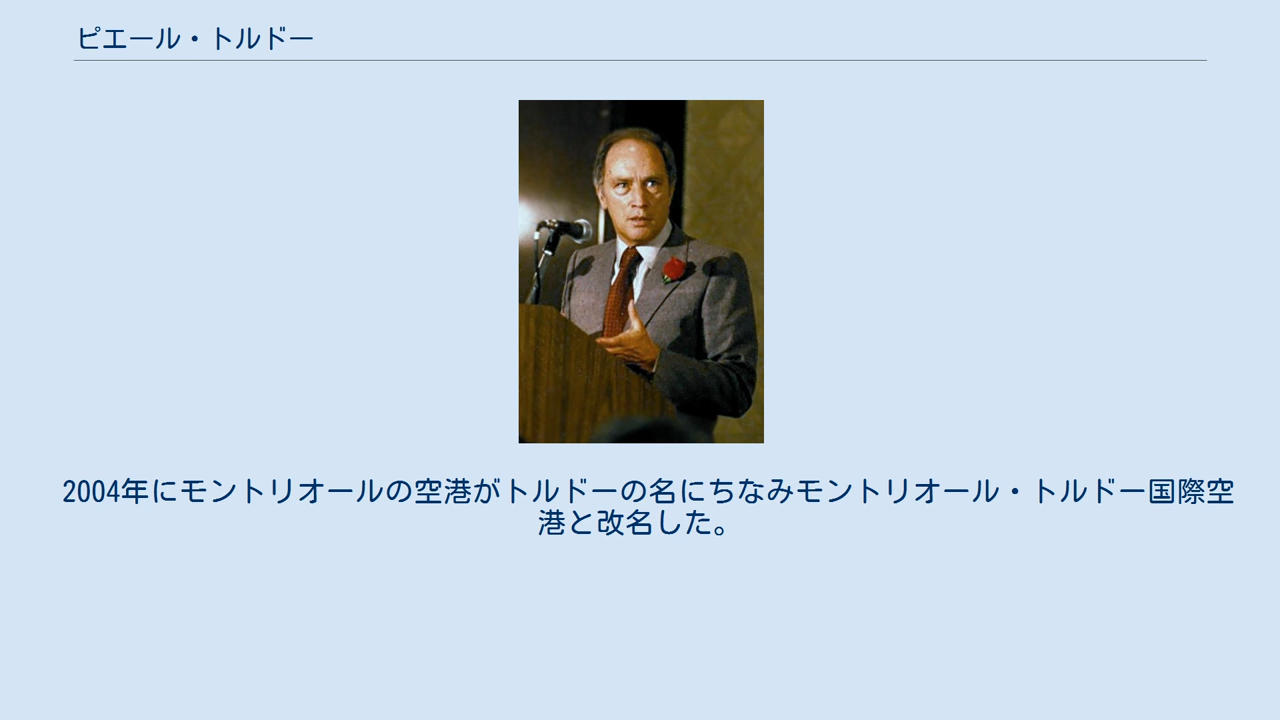 ピエール・トルドー
2004年にモントリオールの空港がトルドーの名にちなみモントリオール・トルドー国際空
港と改名した。